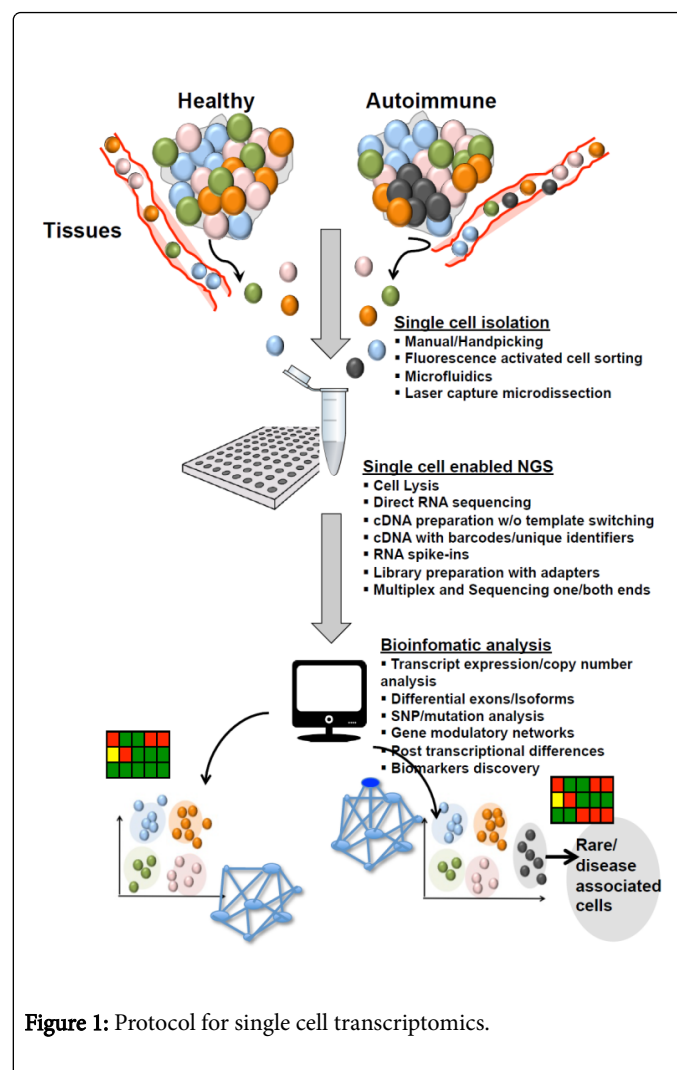 Healthy
Autoimmune
Tissues
Single cell isolation
▪ Manual/Handpicking
▪ Fluorescence activated cell sorting
▪ Microfluidics
▪ Laser capture microdissection
Single cell enabled NGS
▪ Cell Lysis
▪ Direct RNA sequencing
▪ cDNA preparation w/o template switching
▪ cDNA with barcodes/unique identifiers
▪ RNA spike-ins
▪ Library preparation with adapters
▪ Multiplex and Sequencing one/both ends
Bioinfomatic analysis
▪ Transcript expression/copy number
analysis
▪ Differential exons/Isoforms
▪ SNP/mutation analysis
▪ Gene modulatory networks
▪ Post transcriptional differences
▪ Biomarkers discovery
Rare/
disease
associated
cells
Figure 1: Protocol for single cell transcriptomics.